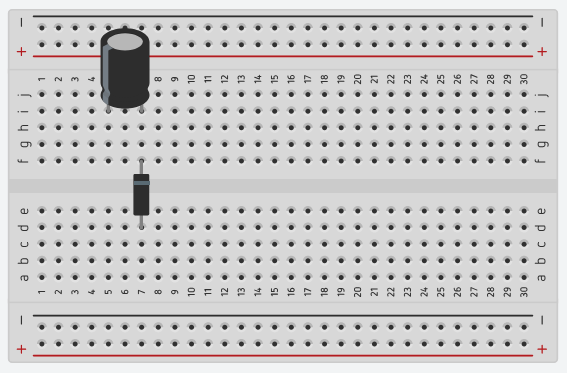 − −
+ +
1 2 3 4 8 9 10 11 12 13 14 15 16 17 18 19 20 21 22 23 24 25 26 27 28 29 30
j j
i i
h h
g g
f f
e e
d d
c c
b b
a a
1 2 3 4 5 6 7 8 9 10 11 12 13 14 15 16 17 18 19 20 21 22 23 24 25 26 27 28 29 30
− −
+ +